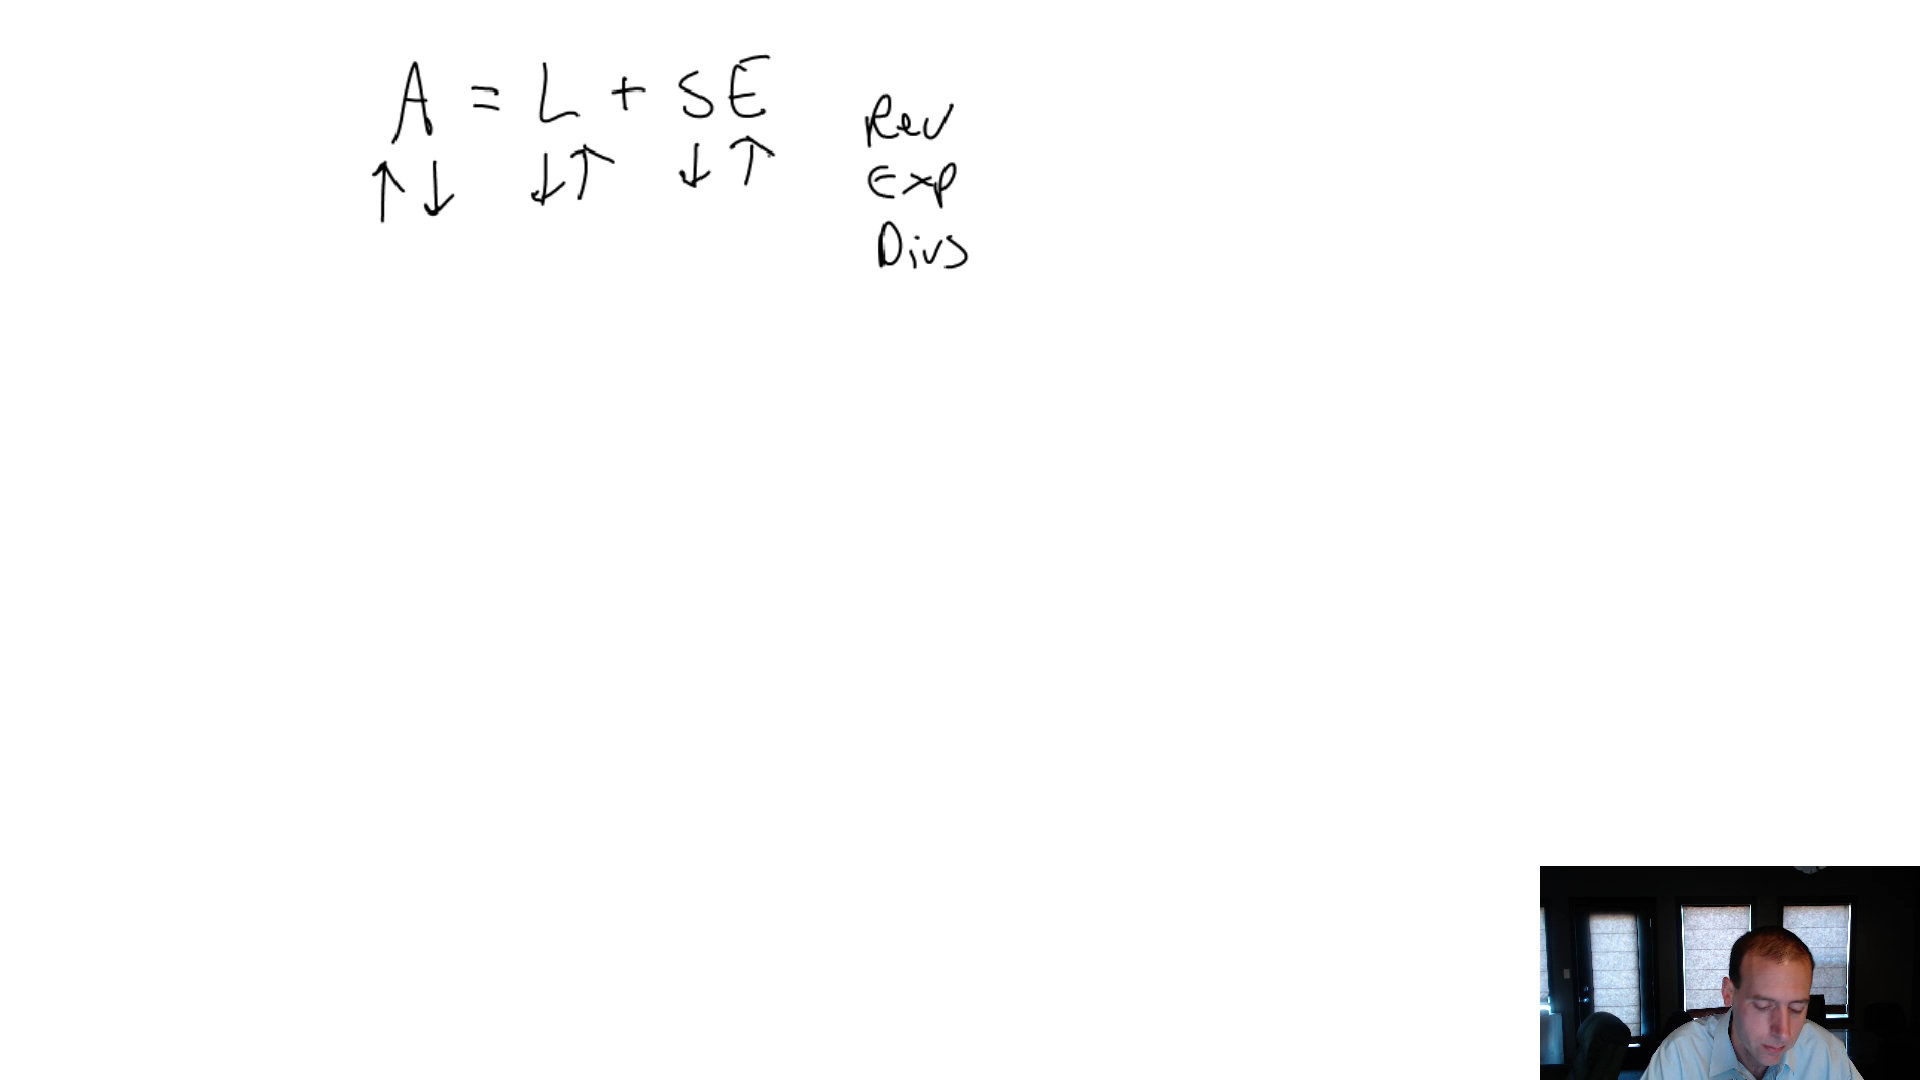 A = L + SE
↑↓ ↓↑ ↓↑
Rev
Exp
Divs